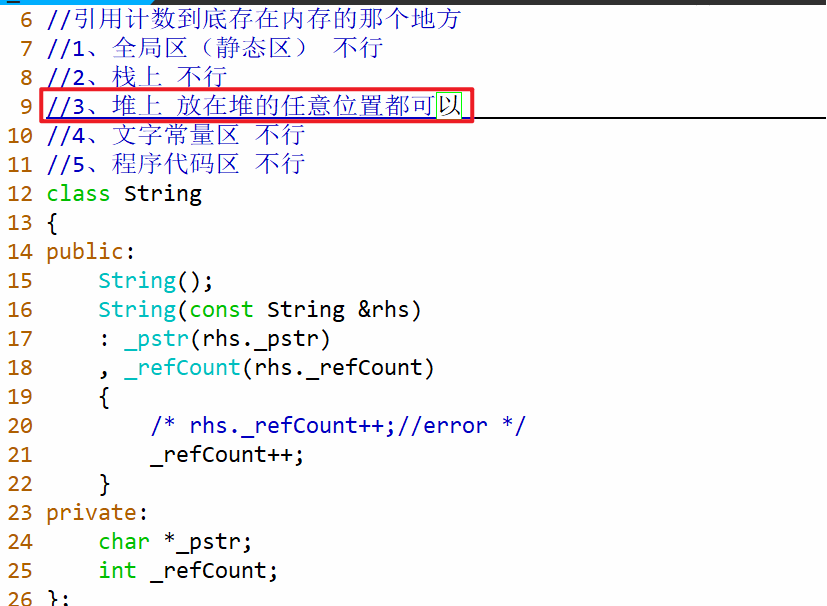 6 //引用计数到底存在内存的那个地方
7 //1、全局区（静态区） 不行
8 //2、栈上 不行
9 //3、堆上 放在堆的任意位置都可以
10 //4、文字常量区 不行
11 //5、程序代码区 不行
12 class String
13 {
14 public:
15     String();
16     String(const String &rhs)
17     : _pstr(rhs._pstr)
18     , _refCount(rhs._refCount)
19     {
20         /* rhs._refCount++;//error */
21         _refCount++;
22     }
23 private:
24     char *_pstr;
25     int _refCount;
26 };